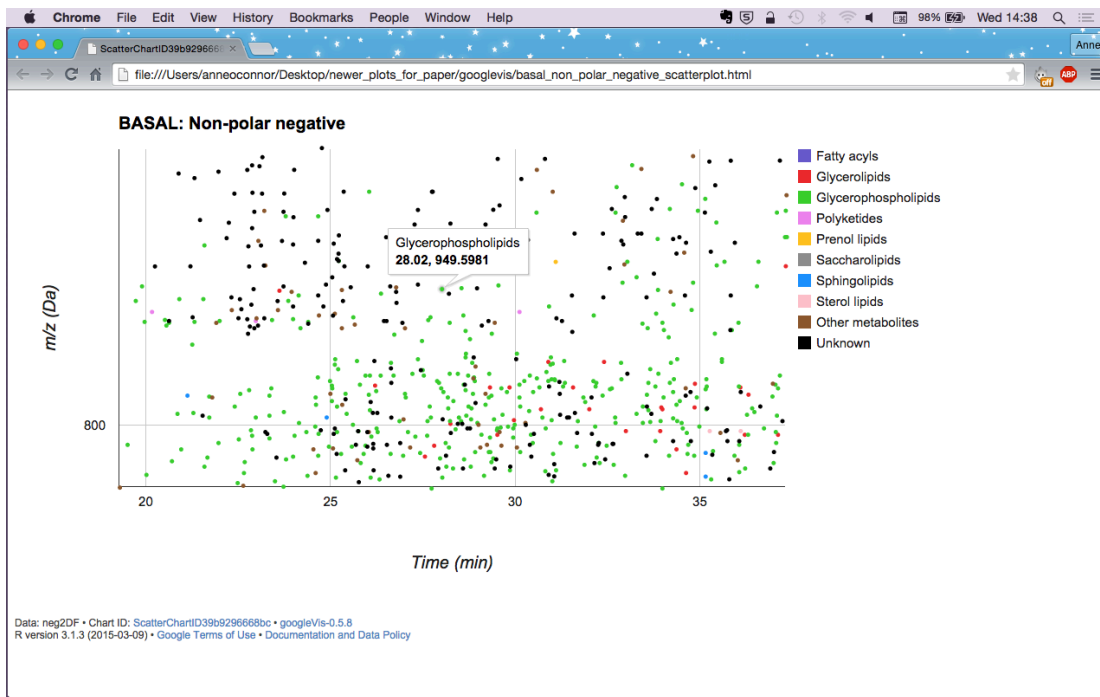 Chrome File Edit View History Bookmarks People Window Help 98% Wed 14:38
ScatterChartID39b9296668 Anne
file:///Users/anneoconnor/Desktop/newer_plots_for_paper/googlevis/basal_non_polar_negative_scatterplot.html off ABP
BASAL: Non-polar negative
Fatty acyls
Glycerolipids
Glycerophospholipids
Polyketides
Prenol lipids
Saccharolipids
Sphingolipids
Sterol lipids
Other metabolites
Unknown
Glycerophospholipids
28.02, 949.5981
m/z (Da)
800
20 25 30 35
Time (min)
Data: neg2DF • Chart ID: ScatterChartID39b9296668bc • googleVis-0.5.8
R version 3.1.3 (2015-03-09) • Google Terms of Use • Documentation and Data Policy